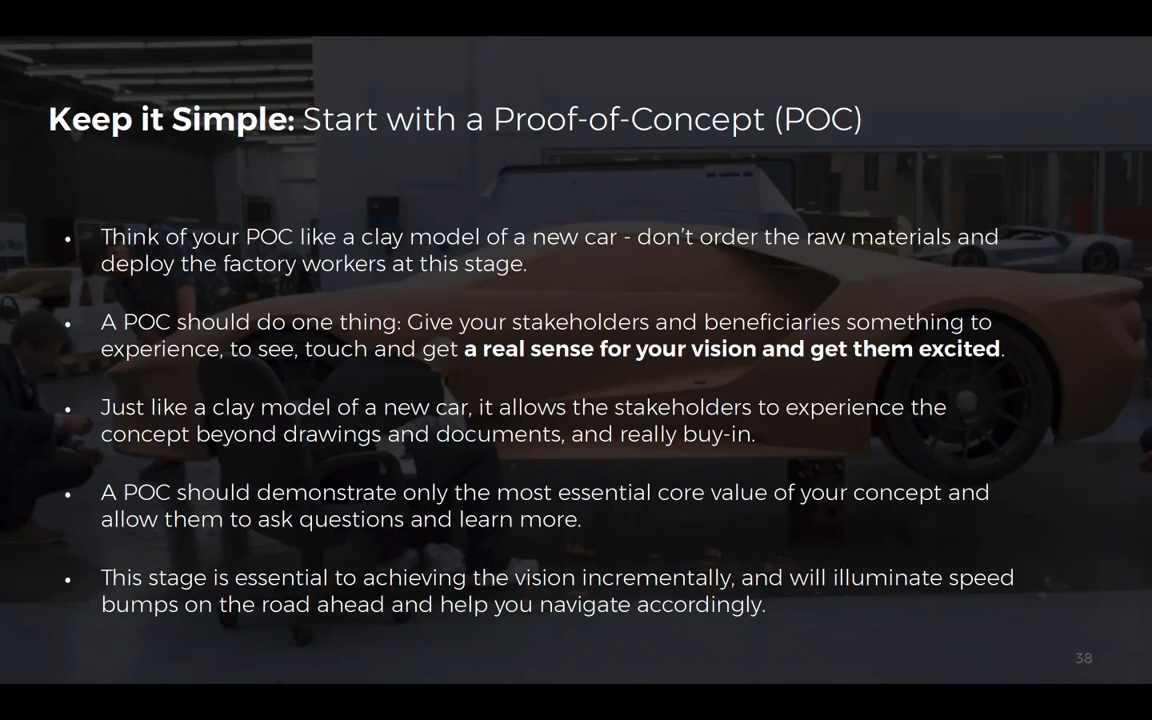 Keep it Simple: Start with a Proof-of-Concept (POC)
• Think of your POC like a clay model of a new car - don’t order the raw materials and
deploy the factory workers at this stage.
• A POC should do one thing: Give your stakeholders and beneficiaries something to
experience, to see, touch and get a real sense for your vision and get them excited.
• Just like a clay model of a new car, it allows the stakeholders to experience the
concept beyond drawings and documents, and really buy-in.
• A POC should demonstrate only the most essential core value of your concept and
allow them to ask questions and learn more.
• This stage is essential to achieving the vision incrementally, and will illuminate speed
bumps on the road ahead and help you navigate accordingly.
38